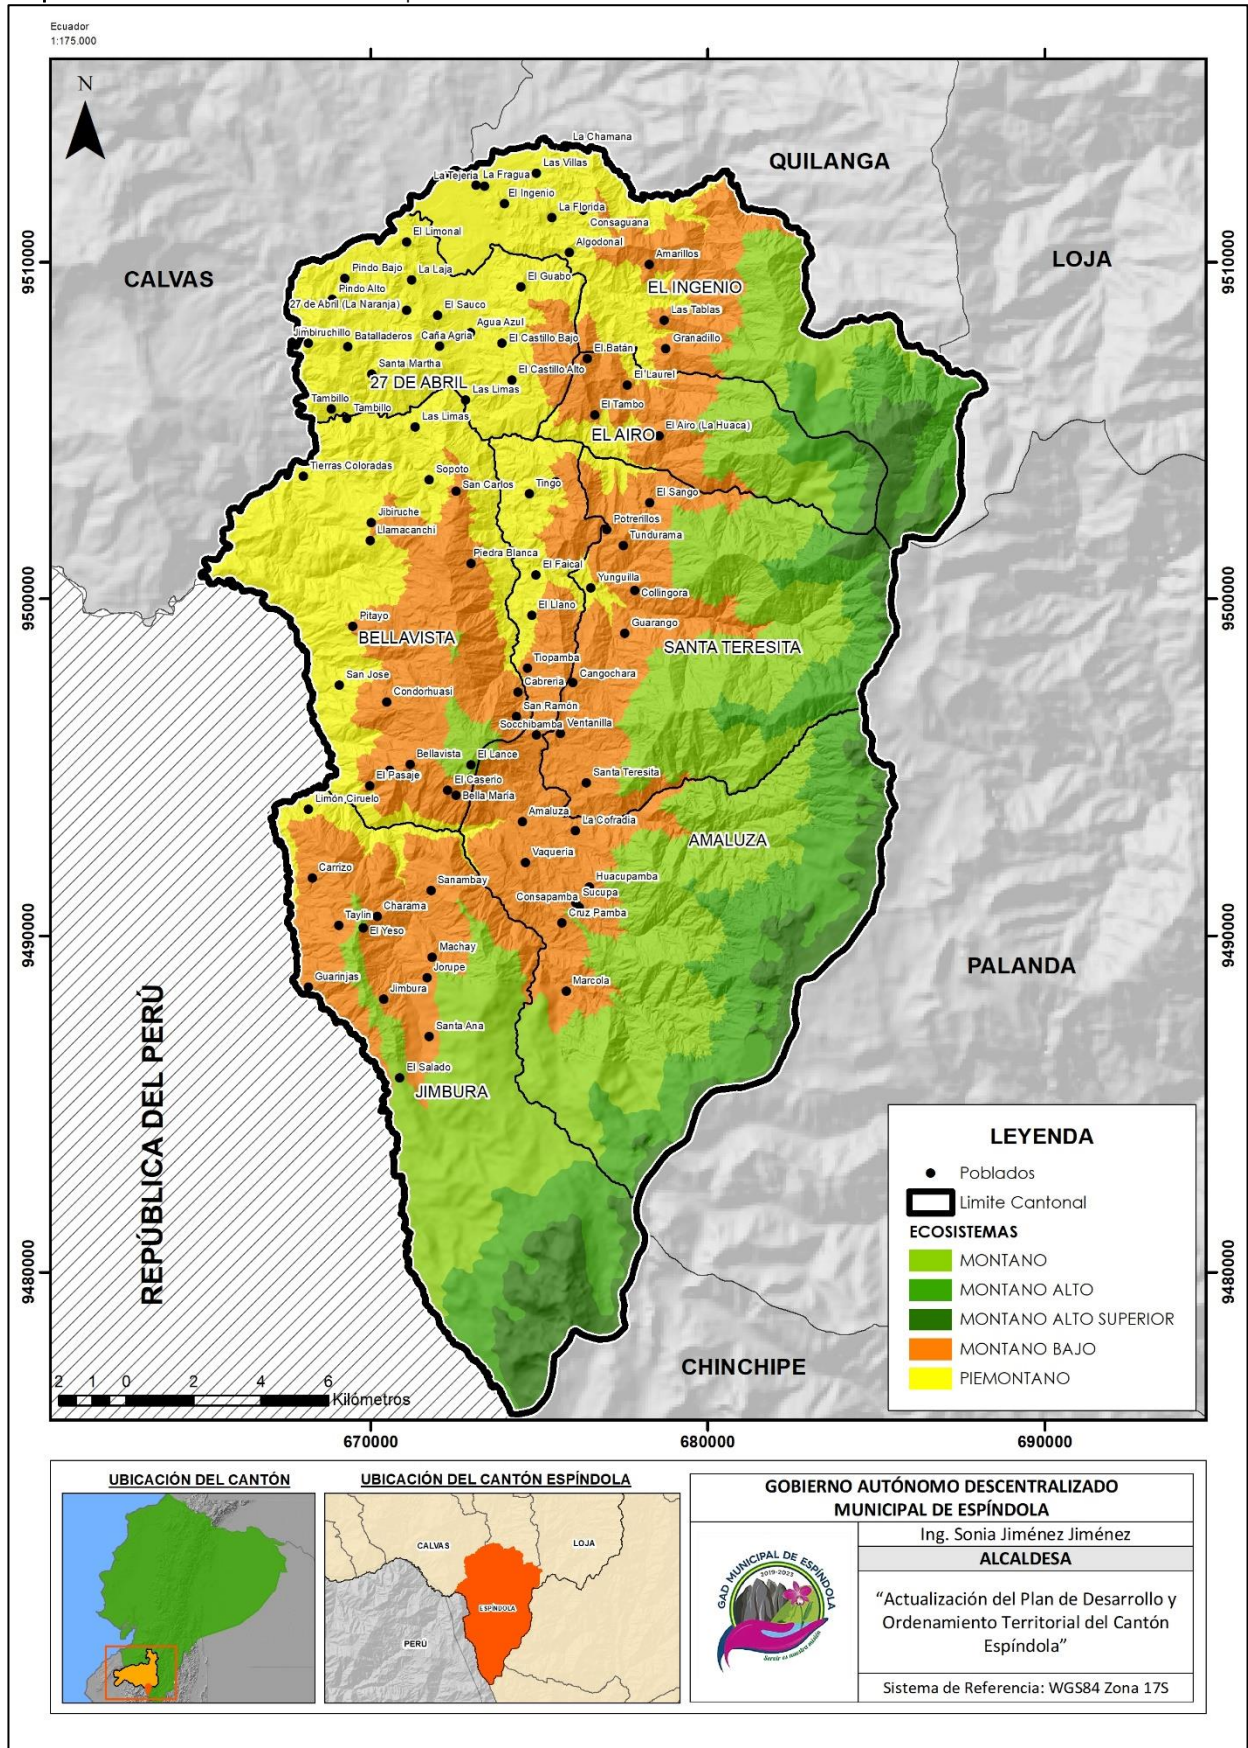 Ecuador
1:175.000
N
La Chamana
QUILANGA
Las Villas
La Tejeria
La Fragua
El Ingenio
La Florida
Consaguana
El Limonal
Algodonal
Amarillos
LOJA
CALVAS
Pindo Bajo
La Laja
El Guabo
EL INGENIO
Pindo Alto
27 de Abril (La Naranja)
El Sauco
Las Tablas
Agua Azul
Jimbiruchillo
Batalladeros
Caña Agria
El Castillo Bajo
Granadillo
El Batán
Santa Martha
El Castillo Alto
El Laurel
27 DE ABRIL
Las Limas
Tambillo
Tambillo
Las Limas
El Tambo
EL AIRO
El Airo (La Huaca)
Tierras Coloradas
Sopoto
San Carlos
Tingo
El Sango
Jibiruche
Llamacanchi
Potrerillos
Tundurama
Piedra Blanca
El Faical
Yunguilla
Collingora
El Llano
Pitayo
BELLAVISTA
Guarango
SANTA TERESITA
Tiopamba
San Jose
Cabreria
Cangochara
Condorhuasi
San Ramón
Socchibamba
Ventanilla
Bellavista
El Lance
El Pasaje
El Caserio
Santa Teresita
Bella María
Limón Ciruelo
Amaluza
La Cofradia
AMALUZA
Vaqueria
Carrizo
Sanambay
Huacupamba
Consapamba
Sucupa
Charama
Taylin
Cruz Pamba
El Yeso
Machay
Jorupe
PALANDA
Guarinjas
Jimbura
Marcola
Santa Ana
El Salado
JIMBURA
REPÚBLICA DEL PERÚ
CHINCHIPE
9510000
9500000
9490000
9480000
9510000
9500000
9490000
9480000
LEYENDA
Poblados
Limite Cantonal
ECOSISTEMAS
MONTANO
MONTANO ALTO
MONTANO ALTO SUPERIOR
MONTANO BAJO
PIEMONTANO
2 1 0 2 4 6
Kilómetros
670000 680000 690000
UBICACIÓN DEL CANTÓN
UBICACIÓN DEL CANTÓN ESPÍNDOLA
CALVAS
LOJA
ESPÍNDOLA
PERÚ
GOBIERNO AUTÓNOMO DESCENTRALIZADO
MUNICIPAL DE ESPÍNDOLA
Ing. Sonia Jiménez Jiménez
ALCALDESA
GAD MUNICIPAL DE ESPÍNDOLA
2019-2023
Servir es nuestra misión
"Actualización del Plan de Desarrollo y
Ordenamiento Territorial del Cantón
Espíndola"
Sistema de Referencia: WGS84 Zona 17S